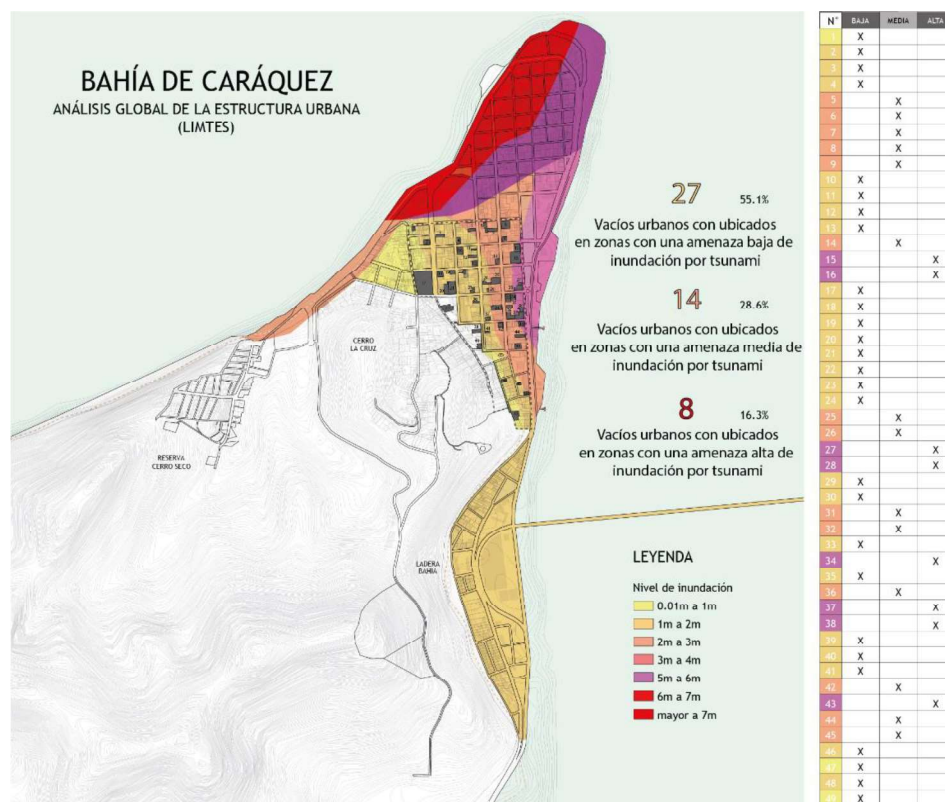 BAHÍA DE CARÁQUEZ
ANÁLISIS GLOBAL DE LA ESTRUCTURA URBANA
(LIMTES)
27 55.1%
Vacíos urbanos con ubicados
en zonas con una amenaza baja de
inundación por tsunami
14 28.6%
Vacíos urbanos con ubicados
en zonas con una amenaza media de
inundación por tsunami
8 16.3%
Vacíos urbanos con ubicados
en zonas con una amenaza alta de
inundación por tsunami
CERRO
LA CRUZ
RESERVA
CERRO SECO
LADERA
BAHIA
LEYENDA
Nivel de inundación
0.01m a 1m
1m a 2m
2m a 3m
3m a 4m
5m a 6m
6m a 7m
mayor a 7m
N° BAJA MEDIA ALTA
1 X
2 X
3 X
4 X
5 X
6 X
7 X
8 X
9 X
10 X
11 X
12 X
13 X
14 X
15 X
16 X
17 X
18 X
19 X
20 X
21 X
22 X
23 X
24 X
25 X
26 X
27 X
28 X
29 X
30 X
31 X
32 X
33 X
34 X
35 X
36 X
37 X
38 X
39 X
40 X
41 X
42 X
43 X
44 X
45 X
46 X
47 X
48 X
49 X